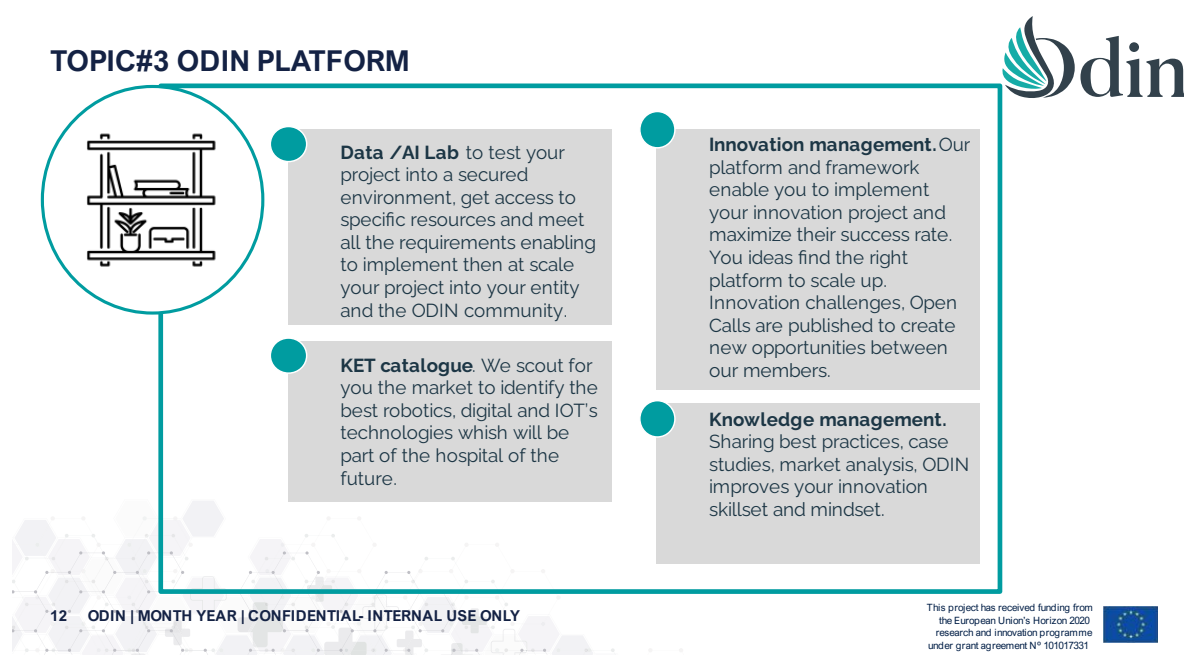 TOPIC#3 ODIN PLATFORM
Odin
Data /AI Lab to test your
project into a secured
environment, get access to
specific resources and meet
all the requirements enabling
to implement then at scale
your project into your entity
and the ODIN community.
KET catalogue. We scout for
you the market to identify the
best robotics, digital and IOT's
technologies whish will be
part of the hospital of the
future.
Innovation management. Our
platform and framework
enable you to implement
your innovation project and
maximize their success rate.
You ideas find the right
platform to scale up.
Innovation challenges, Open
Calls are published to create
new opportunities between
our members.
Knowledge management.
Sharing best practices, case
studies, market analysis, ODIN
improves your innovation
skillset and mindset.
12 ODIN | MONTH YEAR | CONFIDENTIAL- INTERNAL USE ONLY
This project has received funding from
the European Union's Horizon 2020
research and innovation programme
under grant agreement Nº 101017331